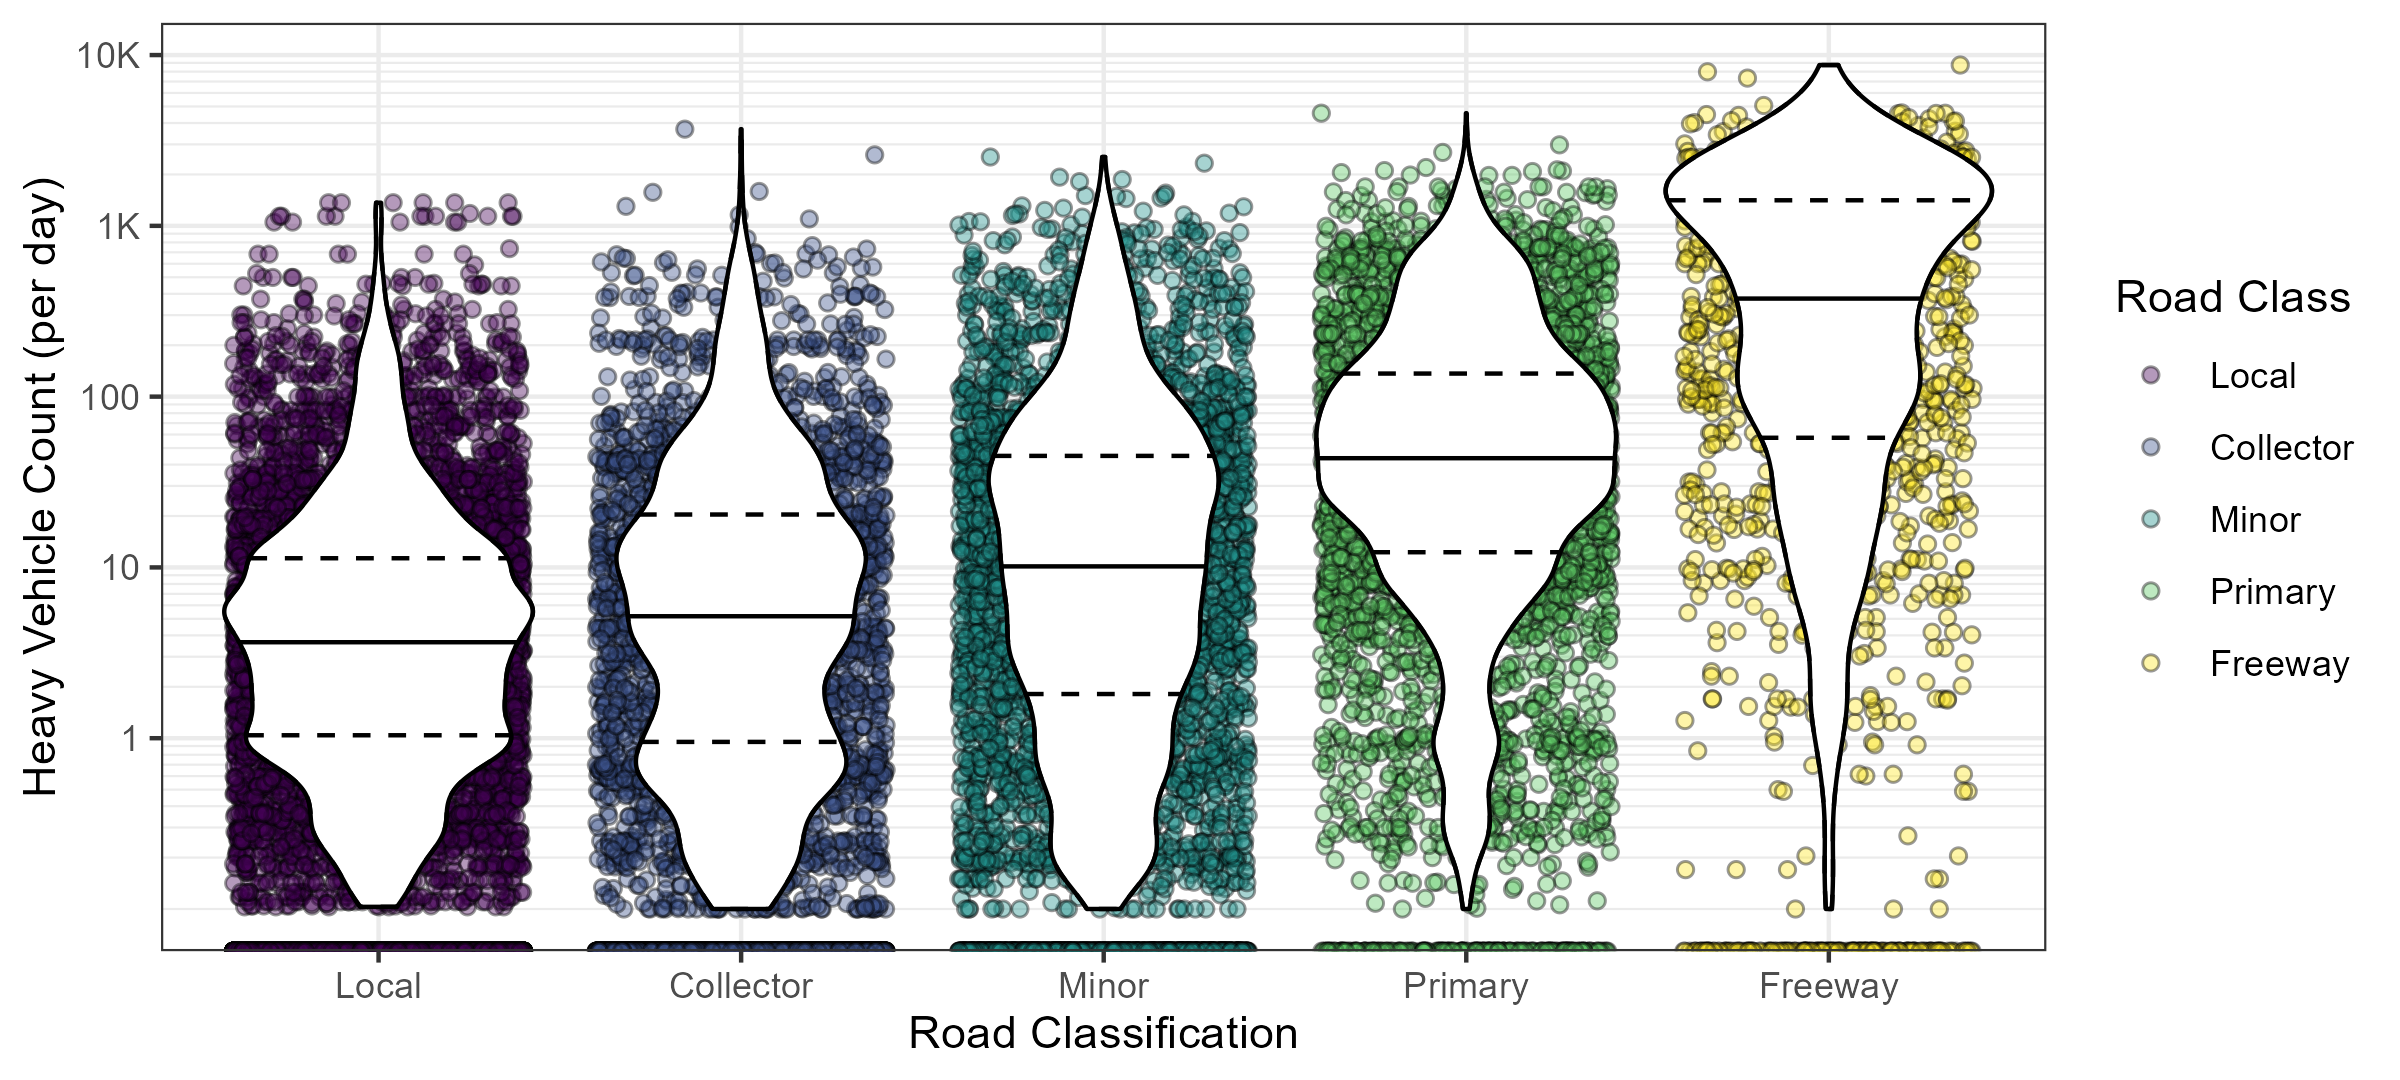 Heavy Vehicle Count (per day)
10K
1K
100
10
1
Local
Collector
Minor
Primary
Freeway
Road Classification
Road Class
Local
Collector
Minor
Primary
Freeway